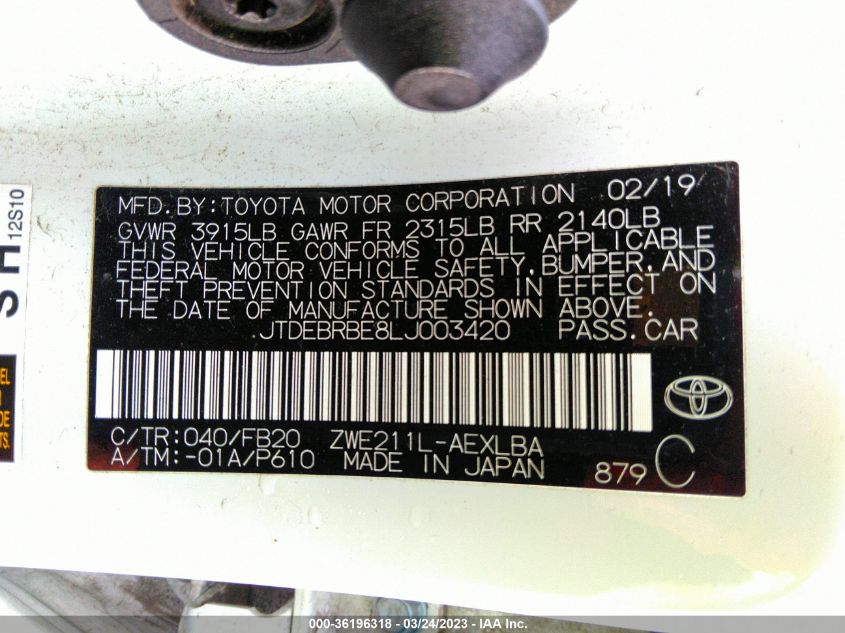 MFD. BY: TOYOTA MOTOR CORPORATION 02/19
GVWR 3915LB GAWR FR 2315LB RR 2140LB
THIS VEHICLE CONFORMS TO ALL APPLICABLE
FEDERAL MOTOR VEHICLE SAFETY, BUMPER, AND
THEFT PREVENTION STANDARDS IN EFFECT ON
THE DATE OF MANUFACTURE SHOWN ABOVE.
JTDEBRBE8LJ003420 PASS. CAR
C/TR: 040/FB20 ZWE211L-AEXLBA
A/TM: -01A/P610 MADE IN JAPAN 879 C
12S10
000-36196318 - 03/24/2023 - IAA Inc.